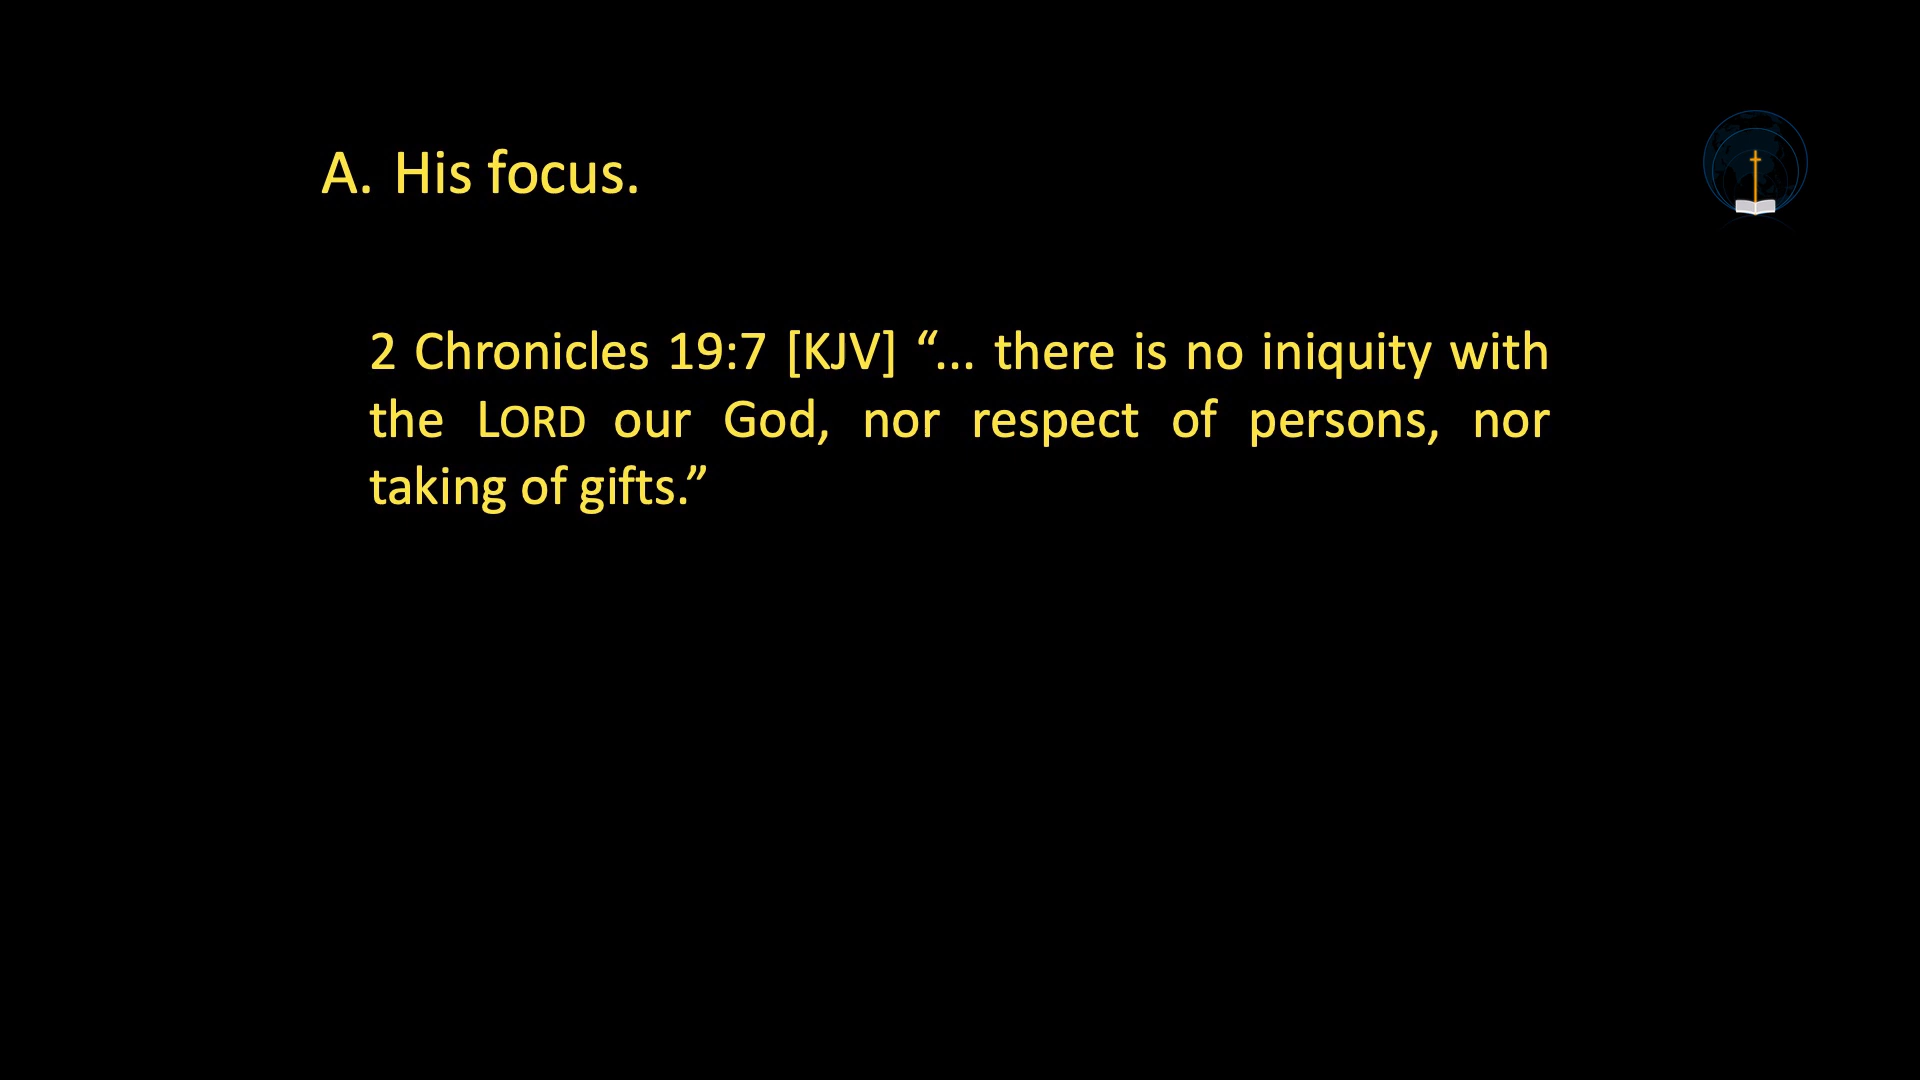 A. His focus.
2 Chronicles 19:7 [KJV] “... there is no iniquity with
the LORD our God, nor respect of persons, nor
taking of gifts.”